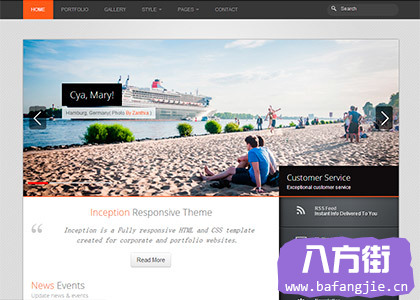 HOME PORTFOLIO GALLERY STYLE PAGES CONTACT Search
Cya, Mary!
Hamburg, Germany! Photo By Zanthia :)
Customer Service
Exceptional customer service
RSS Feed
Instant Info Delivered To You
Inception Responsive Theme
Inception is a Fully responsive HTML and CSS template
created for corporate and portfolio websites.
Read More
News Events
Update news & events
八方街
www.bafangjie.cn